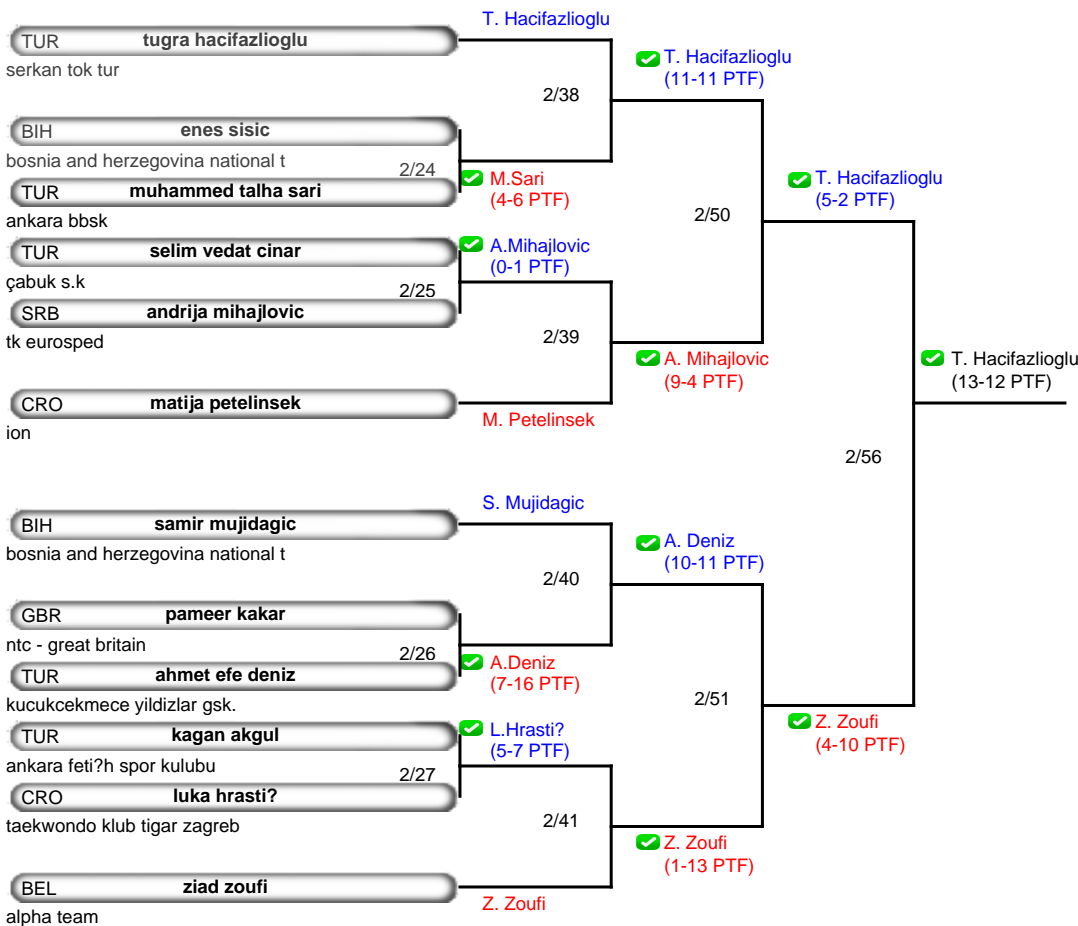 T. Hacifazlioglu
TUR tugra hacifazlioglu
serkan tok tur
T. Hacifazlioglu
(11-11 PTF)
2/38
BIH enes sisic
bosnia and herzegovina national t
2/24
TUR muhammed talha sari
M.Sari
(4-6 PTF)
ankara bbsk
T. Hacifazlioglu
(5-2 PTF)
2/50
TUR selim vedat cinar
A.Mihajlovic
(0-1 PTF)
çabuk s.k
2/25
SRB andrija mihajlovic
tk eurosped
2/39
A. Mihajlovic
(9-4 PTF)
T. Hacifazlioglu
(13-12 PTF)
CRO matija petelinsek
M. Petelinsek
ion
2/56
S. Mujidagic
BIH samir mujidagic
bosnia and herzegovina national t
A. Deniz
(10-11 PTF)
2/40
GBR pameer kakar
ntc - great britain
2/26
TUR ahmet efe deniz
A.Deniz
(7-16 PTF)
kucukcekmece yildizlar gsk.
2/51
TUR kagan akgul
L.Hrasti?
(5-7 PTF)
Z. Zoufi
(4-10 PTF)
ankara feti?h spor kulubu
2/27
CRO luka hrasti?
taekwondo klub tigar zagreb
2/41
Z. Zoufi
(1-13 PTF)
BEL ziad zoufi
Z. Zoufi
alpha team